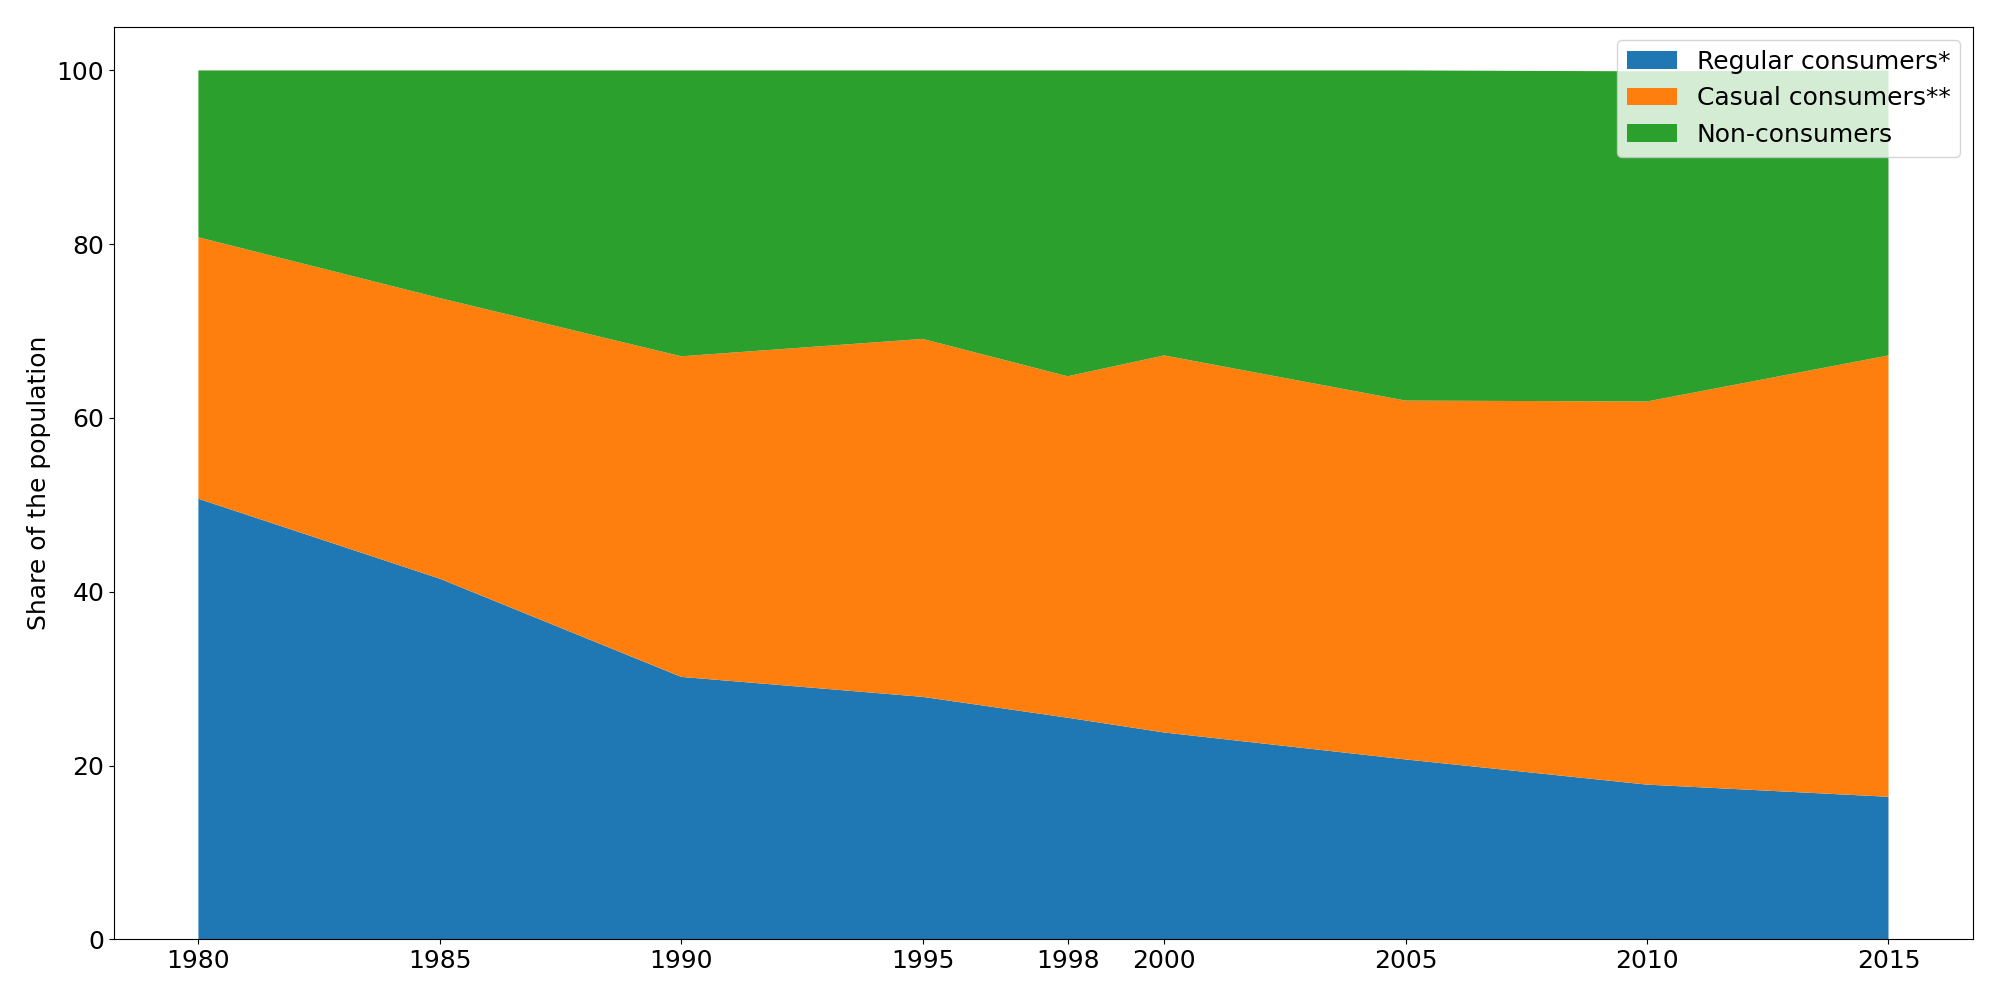 Regular consumers*
Casual consumers**
Non-consumers
Share of the population
100
80
60
40
20
0
1980 1985 1990 1995 1998 2000 2005 2010 2015